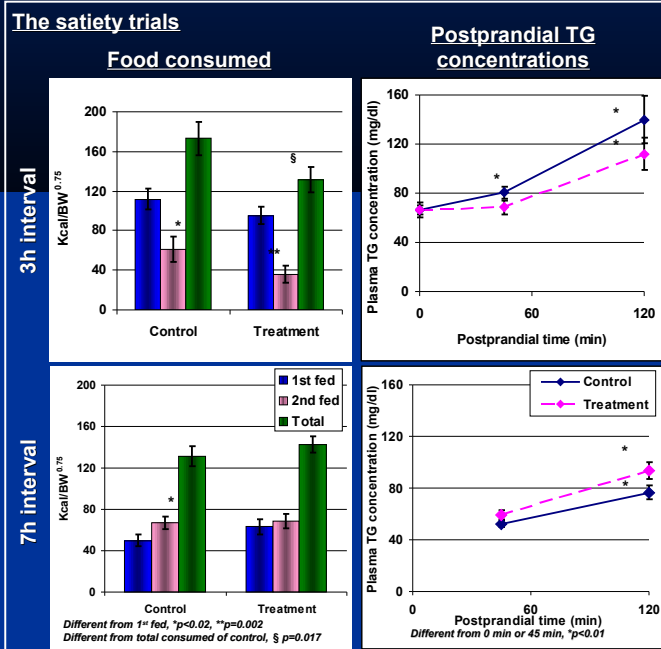 The satiety trials
Food consumed
Postprandial TG
concentrations
3h interval
Kcal/BW^0.75
200
160
120
80
40
0
*
**
§
Control
Treatment
Plasma TG concentration (mg/dl)
160
120
80
40
0
*
*
*
0
60
120
Postprandial time (min)
7h interval
Kcal/BW^0.75
200
160
120
80
40
0
*
1st fed
2nd fed
Total
Control
Treatment
Different from 1st fed, *p<0.02, **p=0.002
Different from total consumed of control, § p=0.017
Plasma TG concentration (mg/dl)
160
120
80
40
0
Control
Treatment
*
*
0
60
120
Postprandial time (min)
Different from 0 min or 45 min, *p<0.01